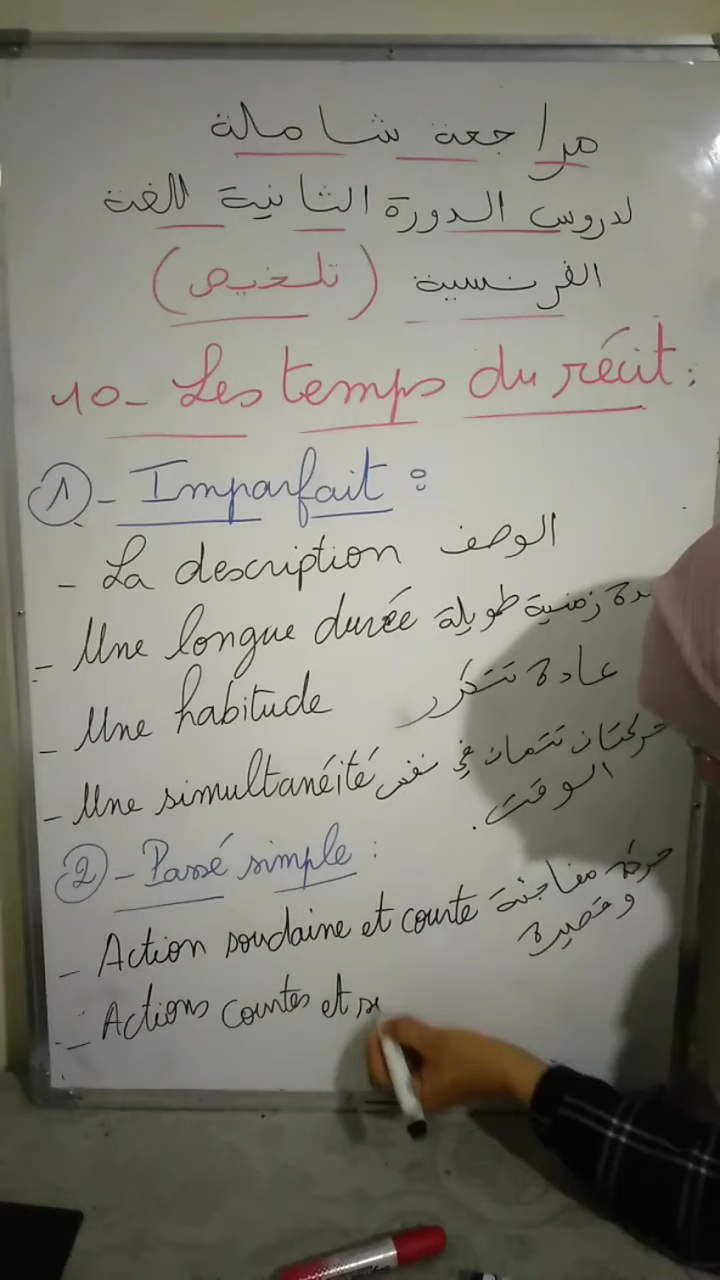 مراجعة شاملة
لدروس الدورة الثانية للغة
الفرنسية (تلخيص)
10- Les temps du récit :
1 - Imparfait :
- La description الوصف
- Une longue durée مدة زمنية طويلة
- Une habitude عادة تتكرر
- Une simultanéité حركتان تتمان في نفس
الوقت.
2 - Passé simple :
- Action soudaine et courte حركة مفاجئة
وقصيرة
- Actions courtes et su